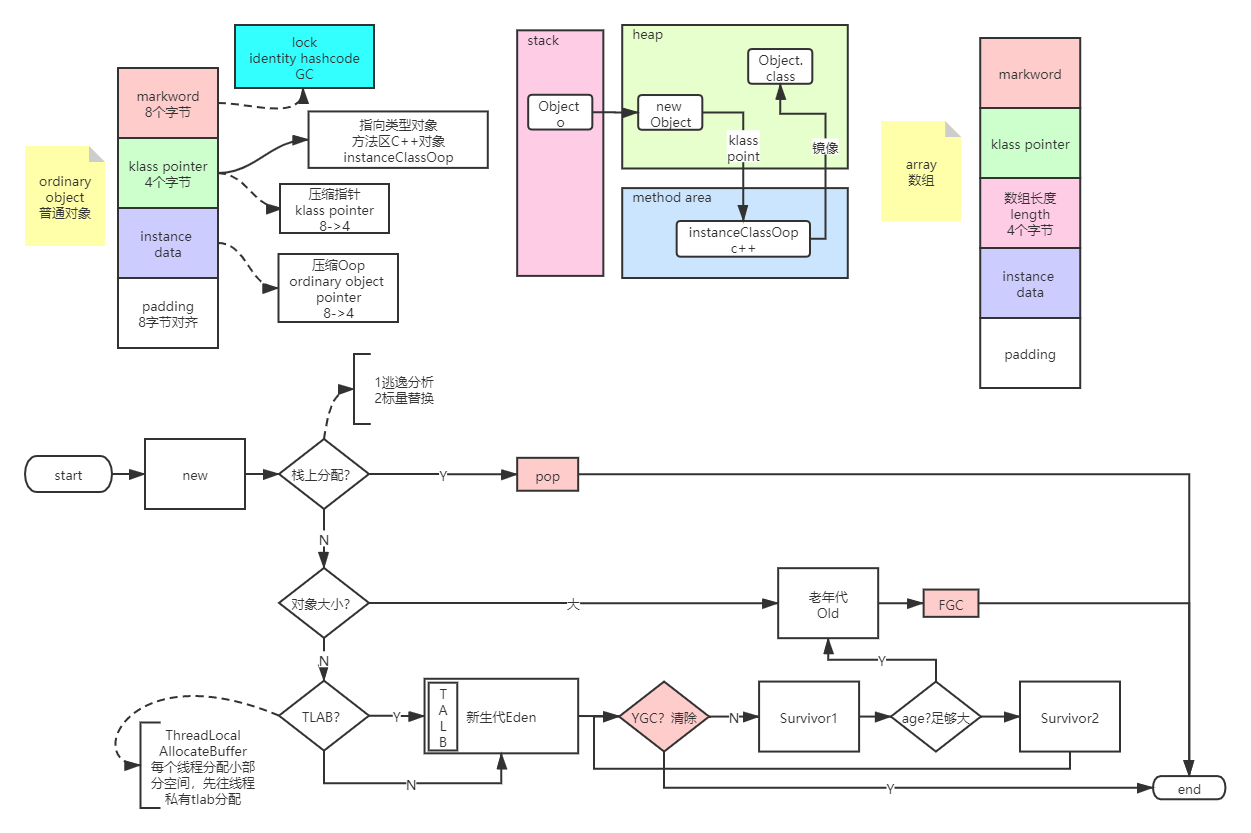 lock
identity hashcode
GC
markword
8个字节
klass pointer
4个字节
instance
data
padding
8字节对齐
ordinary
object
普通对象
指向类型对象
方法区C++对象
instanceClassOop
压缩指针
klass pointer
8->4
压缩Oop
ordinary object
pointer
8->4
stack
Object
o
heap
new
Object
Object.
class
klass
point
镜像
method area
instanceClassOop
c++
array
数组
markword
klass pointer
数组长度
length
4个字节
instance
data
padding
1逃逸分析
2标量替换
start
new
栈上分配?
Y
pop
N
对象大小?
大
老年代
Old
FGC
N
Y
TLAB?
Y
T
A
L
B
新生代Eden
YGC? 清除
N
Survivor1
age?足够大
Survivor2
ThreadLocal
AllocateBuffer
每个线程分配小部
分空间，先往线程
私有tlab分配
N
Y
end